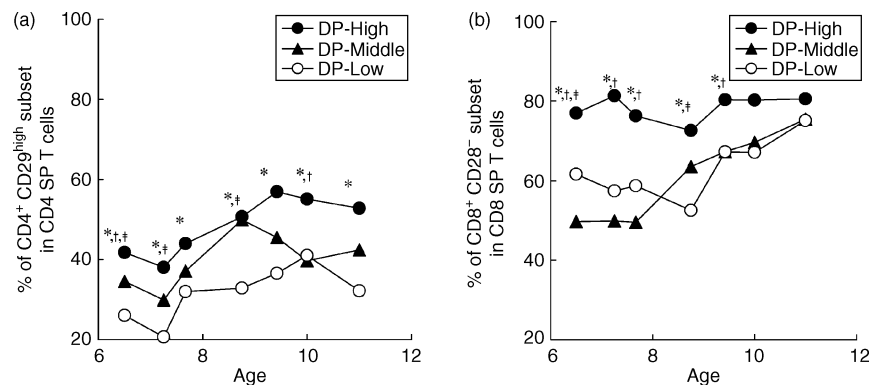 (a)
DP-High
DP-Middle
DP-Low
% of CD4⁺ CD29ʰⁱᵍʰ subset
in CD4 SP T cells
100
80
60
40
20
*,†,‡
*,‡
*
*,‡
*
*,†
*
6
8
10
12
Age
(b)
DP-High
DP-Middle
DP-Low
% of CD8⁺ CD28⁻ subset
in CD8 SP T cells
100
80
60
40
20
*,†,‡
*,†
*,†
*,‡
*,†
6
8
10
12
Age